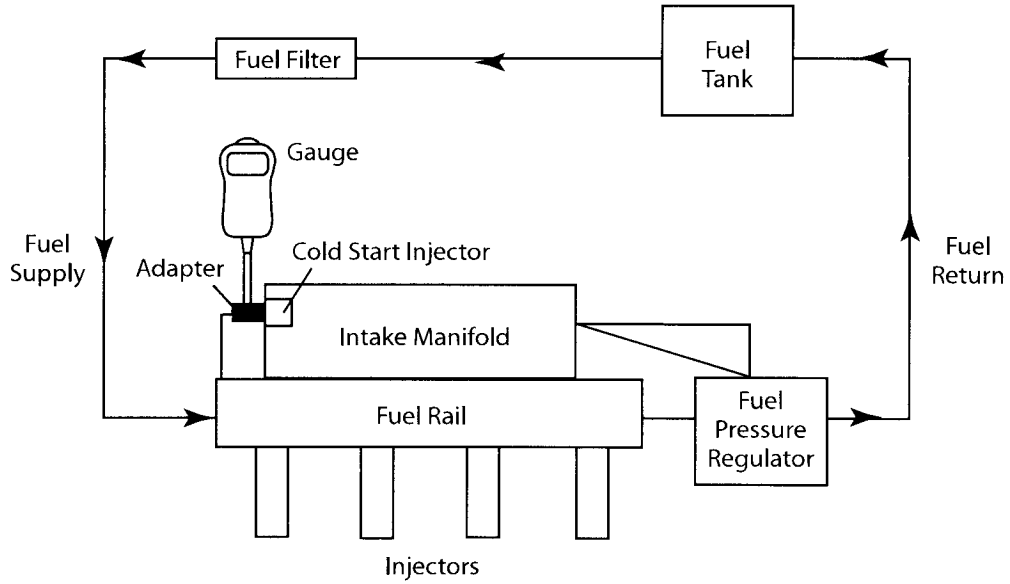 Fuel Filter
Fuel
Tank
Gauge
Fuel
Supply
Adapter
Cold Start Injector
Fuel
Return
Intake Manifold
Fuel Rail
Fuel
Pressure
Regulator
Injectors